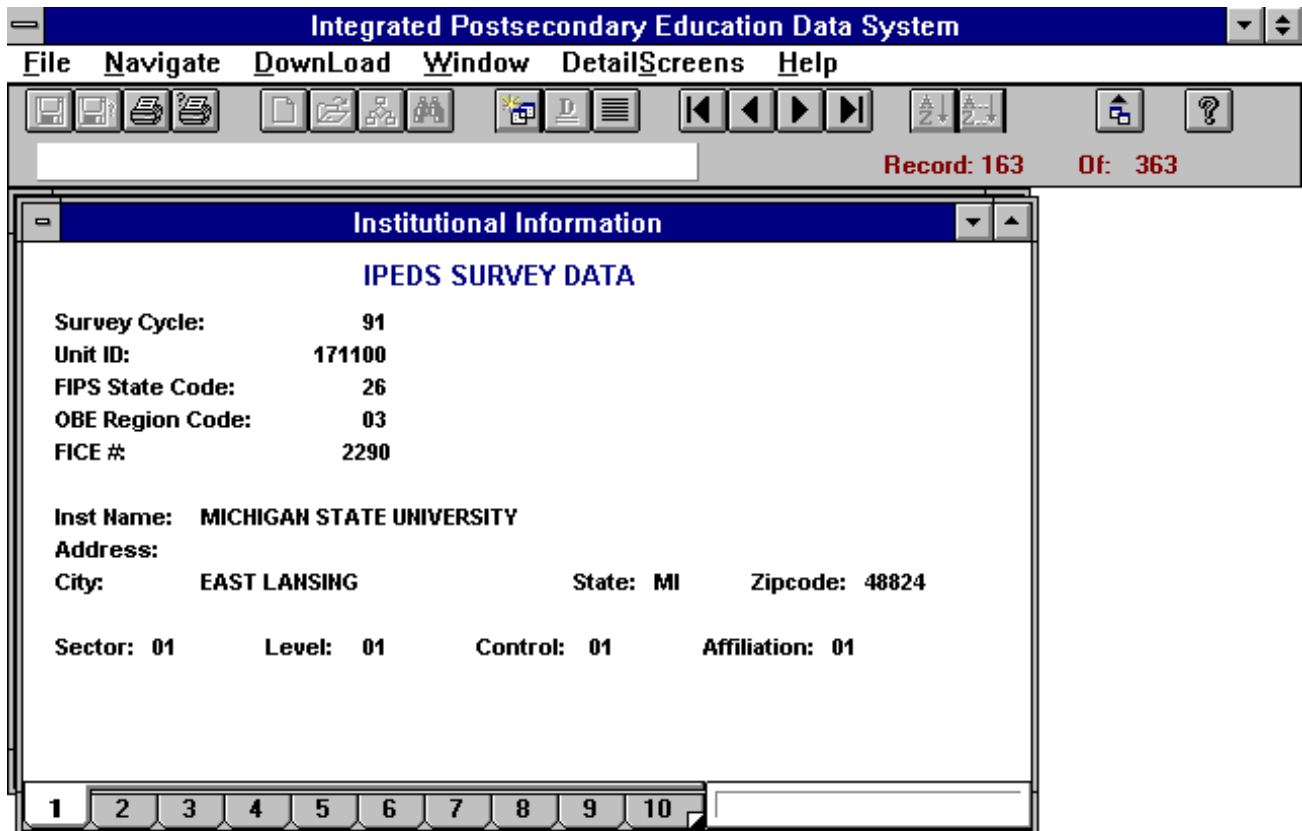 Integrated Postsecondary Education Data System
File Navigate DownLoad Window DetailScreens Help
Record: 163 Of: 363
Institutional Information
IPEDS SURVEY DATA
Survey Cycle: 91
Unit ID: 171100
FIPS State Code: 26
OBE Region Code: 03
FICE #: 2290
Inst Name: MICHIGAN STATE UNIVERSITY
Address:
City: EAST LANSING State: MI Zipcode: 48824
Sector: 01 Level: 01 Control: 01 Affiliation: 01
1 2 3 4 5 6 7 8 9 10